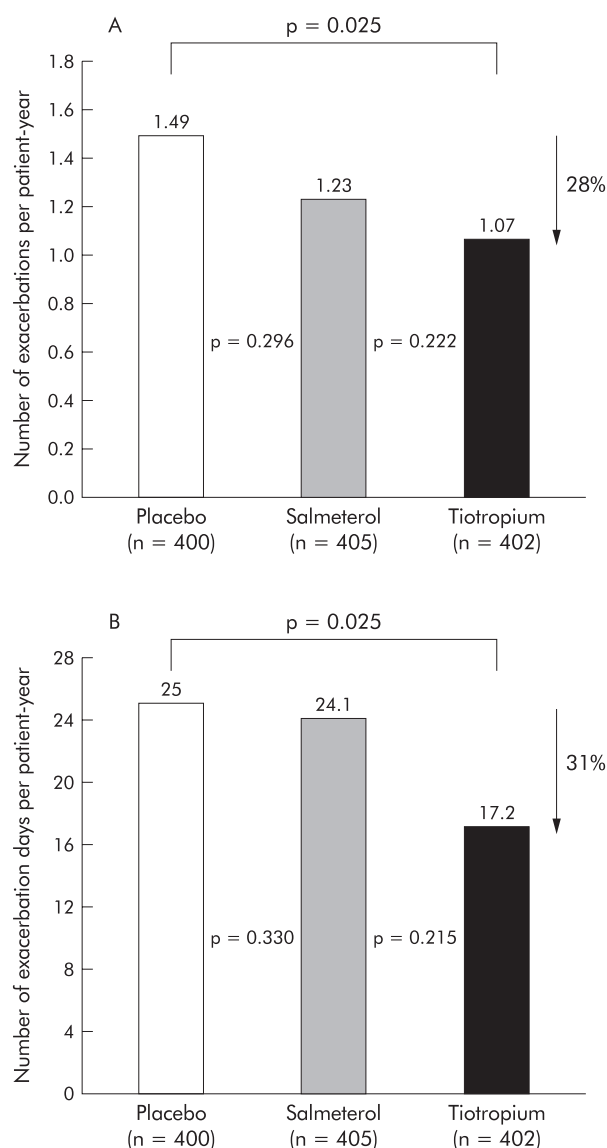 A
p = 0.025
Number of exacerbations per patient-year
1.8
1.6
1.4
1.2
1.0
0.8
0.6
0.4
0.2
0.0
1.49
1.23
1.07
28%
p = 0.296
p = 0.222
Placebo
(n = 400)
Salmeterol
(n = 405)
Tiotropium
(n = 402)
B
p = 0.025
Number of exacerbation days per patient-year
28
24
20
16
12
8
4
0
25
24.1
17.2
31%
p = 0.330
p = 0.215
Placebo
(n = 400)
Salmeterol
(n = 405)
Tiotropium
(n = 402)